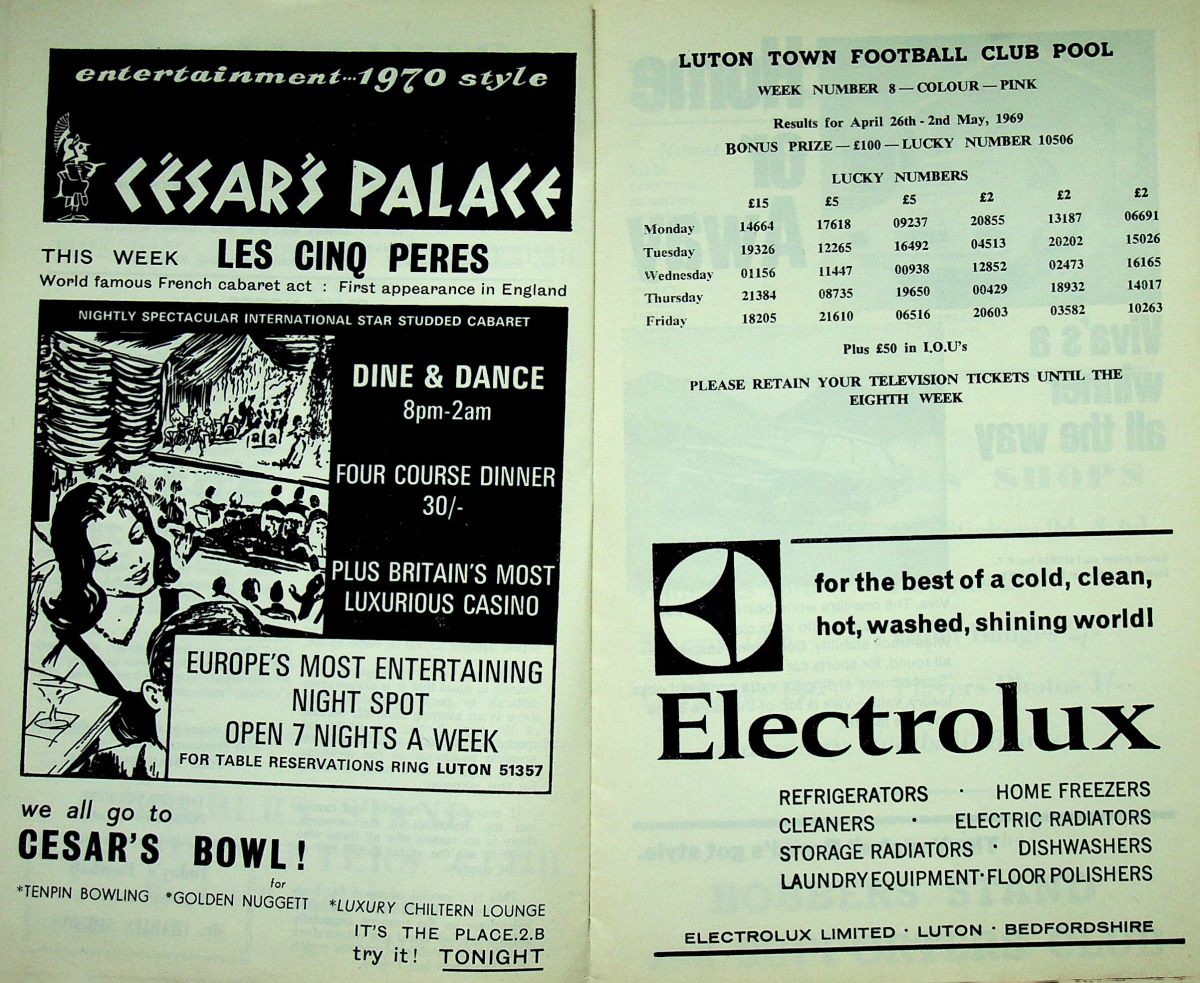 entertainment...1970 style
CÉSAR'S PALACE
THIS WEEK LES CINQ PERES
World famous French cabaret act : First appearance in England
NIGHTLY SPECTACULAR INTERNATIONAL STAR STUDDED CABARET
DINE & DANCE
8pm-2am
FOUR COURSE DINNER
30/-
PLUS BRITAIN'S MOST
LUXURIOUS CASINO
EUROPE'S MOST ENTERTAINING
NIGHT SPOT
OPEN 7 NIGHTS A WEEK
FOR TABLE RESERVATIONS RING LUTON 51357
we all go to
CESAR'S BOWL!
for
*TENPIN BOWLING *GOLDEN NUGGETT *LUXURY CHILTERN LOUNGE
IT'S THE PLACE.2.B
try it! TONIGHT
LUTON TOWN FOOTBALL CLUB POOL
WEEK NUMBER 8 — COLOUR — PINK
Results for April 26th - 2nd May, 1969
BONUS PRIZE — £100 — LUCKY NUMBER 10506
LUCKY NUMBERS
£15 £5 £5 £2 £2 £2
Monday 14664 17618 09237 20855 13187 06691
Tuesday 19326 12265 16492 04513 20202 15026
Wednesday 01156 11447 00938 12852 02473 16165
Thursday 21384 08735 19650 00429 18932 14017
Friday 18205 21610 06516 20603 03582 10263
Plus £50 in I.O.U's
PLEASE RETAIN YOUR TELEVISION TICKETS UNTIL THE
EIGHTH WEEK
for the best of a cold, clean,
hot, washed, shining world!
Electrolux
REFRIGERATORS · HOME FREEZERS
CLEANERS · ELECTRIC RADIATORS
STORAGE RADIATORS · DISHWASHERS
LAUNDRY EQUIPMENT · FLOOR POLISHERS
ELECTROLUX LIMITED · LUTON · BEDFORDSHIRE